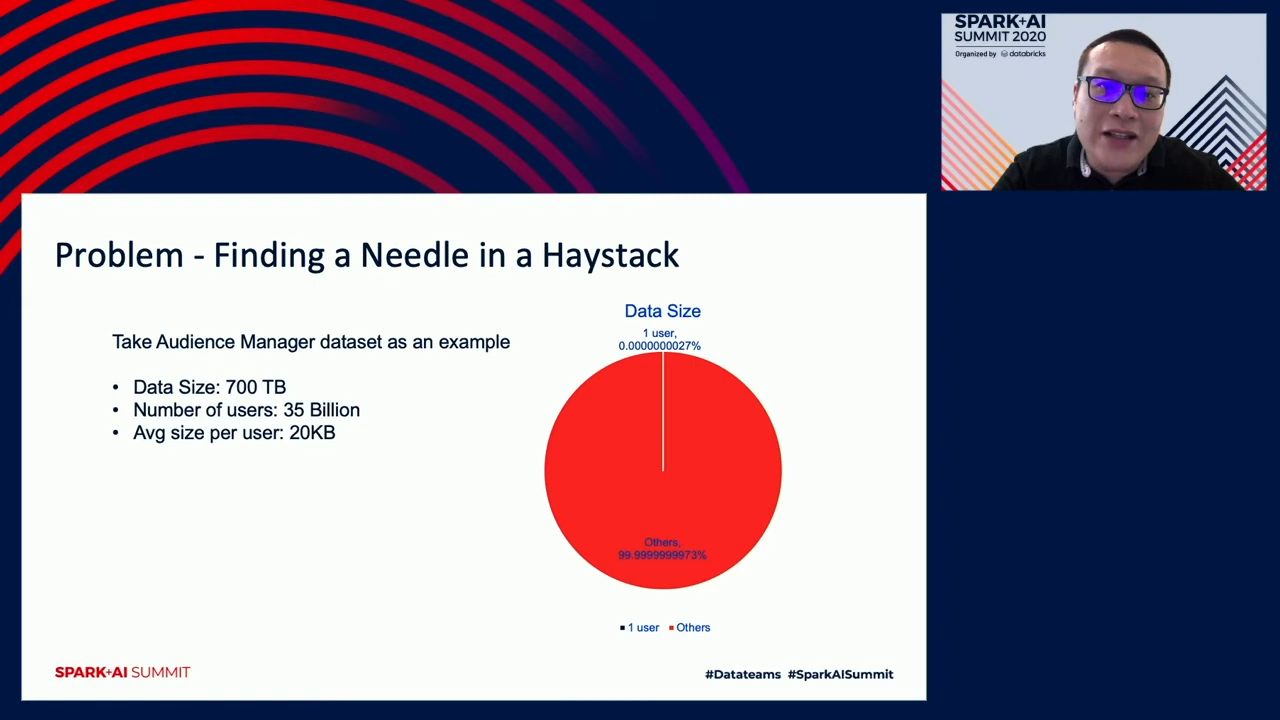 SPARK+AI
SUMMIT 2020
Organized by databricks
Problem - Finding a Needle in a Haystack
Take Audience Manager dataset as an example
• Data Size: 700 TB
• Number of users: 35 Billion
• Avg size per user: 20KB
Data Size
1 user,
0.0000000027%
Others,
99.9999999973%
1 user Others
SPARK+AI SUMMIT
#Datateams #SparkAISummit